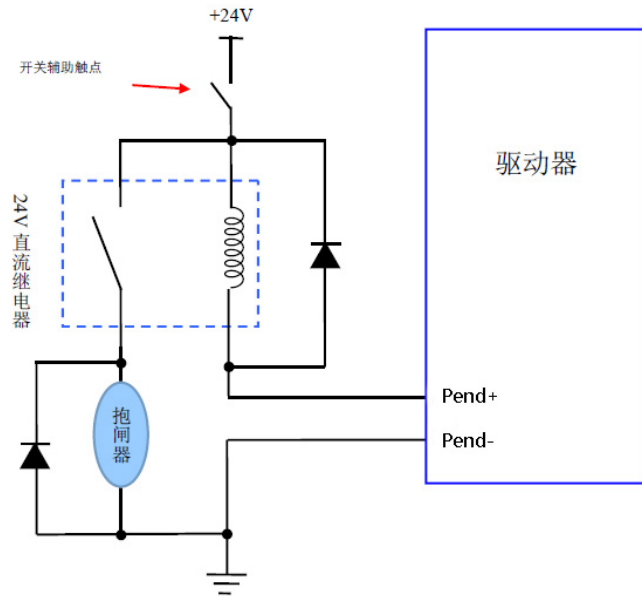 +24V
开关辅助触点
驱动器
24V 直流继电器
Pend+
抱闸器
Pend-